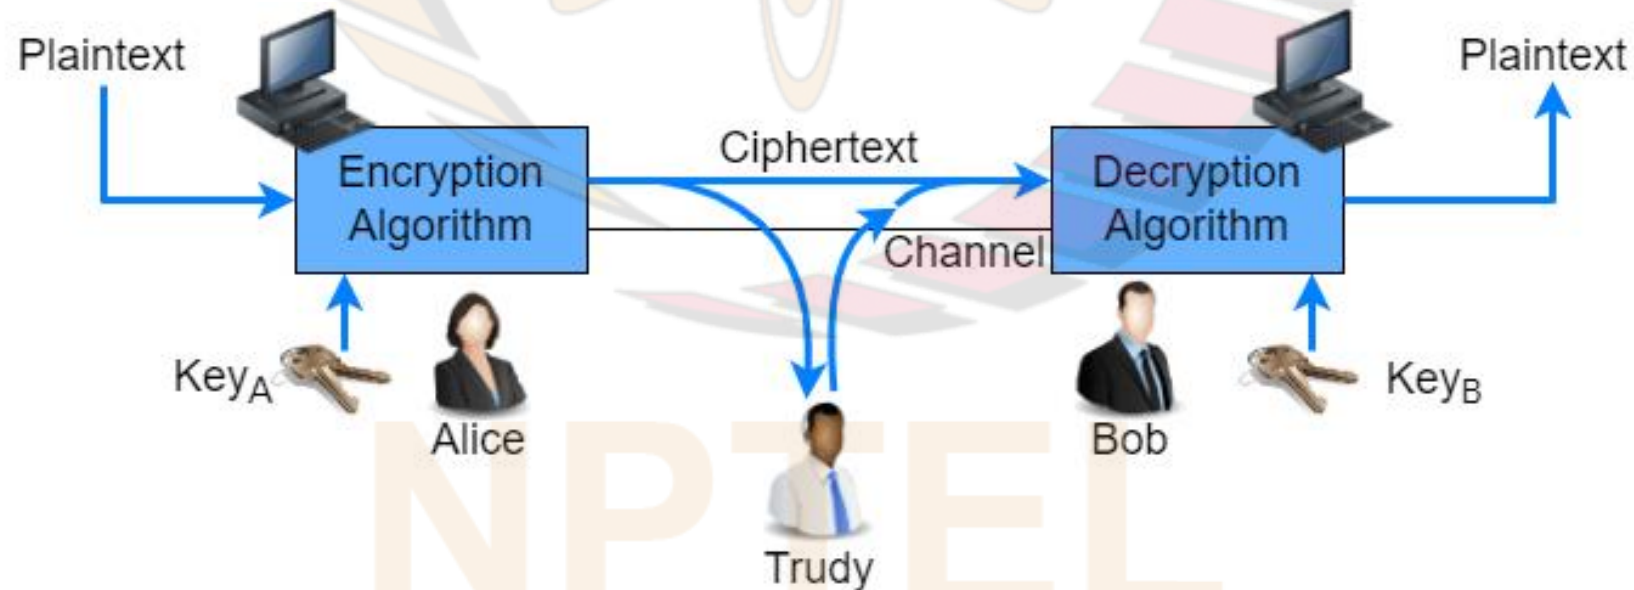 Plaintext
Plaintext
Ciphertext
Encryption
Algorithm
Decryption
Algorithm
Channel
KeyA
KeyB
Alice
Bob
NPTEL
Trudy